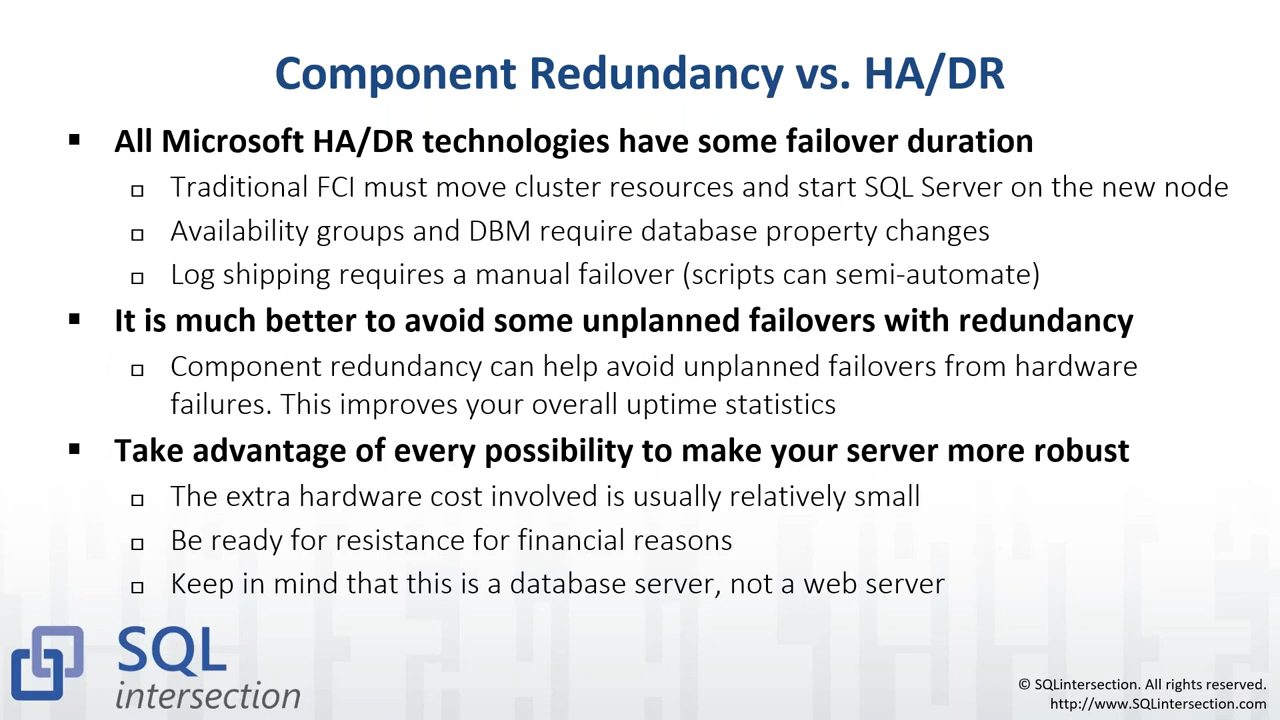 Component Redundancy vs. HA/DR
▪ All Microsoft HA/DR technologies have some failover duration
□ Traditional FCI must move cluster resources and start SQL Server on the new node
□ Availability groups and DBM require database property changes
□ Log shipping requires a manual failover (scripts can semi-automate)
▪ It is much better to avoid some unplanned failovers with redundancy
□ Component redundancy can help avoid unplanned failovers from hardware
failures. This improves your overall uptime statistics
▪ Take advantage of every possibility to make your server more robust
□ The extra hardware cost involved is usually relatively small
□ Be ready for resistance for financial reasons
□ Keep in mind that this is a database server, not a web server
SQL
intersection
© SQLintersection. All rights reserved.
http://www.SQLintersection.com